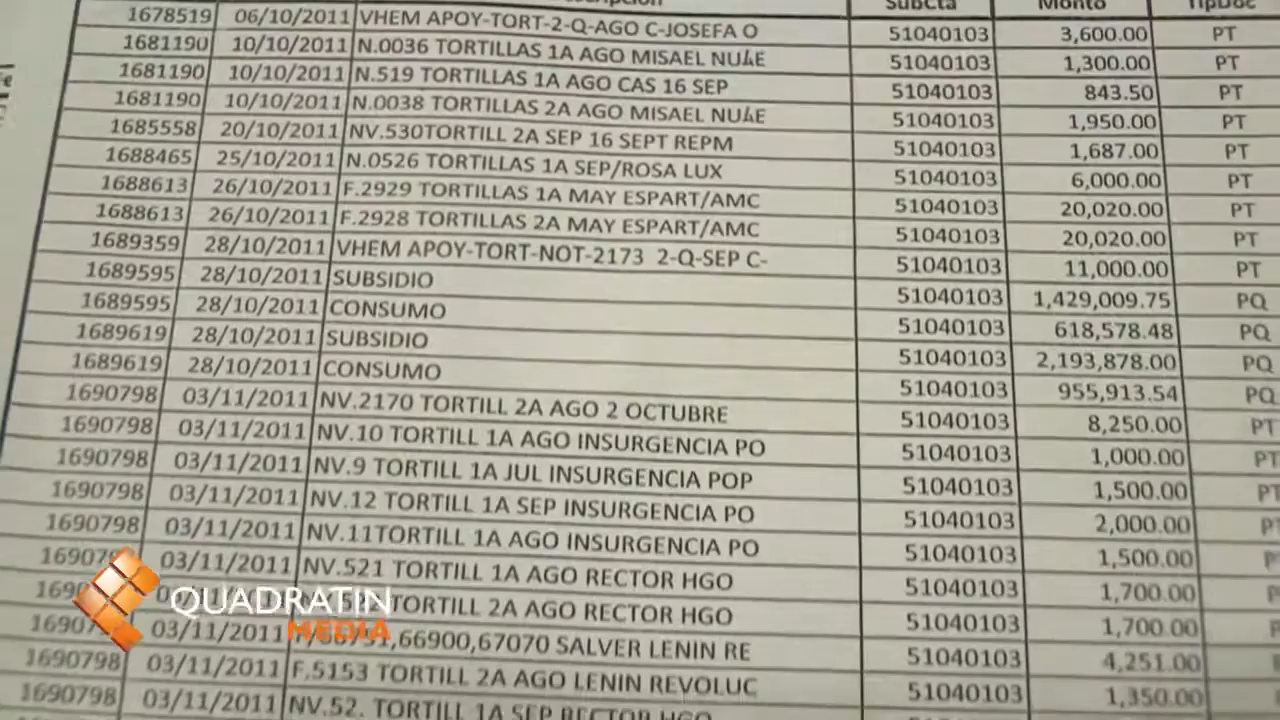 SubCta Monto TipDoc
1678519 06/10/2011 VHEM APOY-TORT-2-Q-AGO C-JOSEFA O 51040103 3,600.00 PT
1681190 10/10/2011 N.0036 TORTILLAS 1A AGO MISAEL 51040103 1,300.00 PT
1681190 10/10/2011 N.519 TORTILLAS 1A AGO CAS 16 SEP 51040103 843.50 PT
1681190 10/10/2011 N.0038 TORTILLAS 2A AGO MISAEL 51040103 1,950.00 PT
1685558 20/10/2011 NV.530TORTILL 2A SEP 16 SEPT REPM 51040103 1,687.00 PT
1688465 25/10/2011 N.0526 TORTILLAS 1A SEP/ROSA LUX 51040103 6,000.00 PT
1688613 26/10/2011 F.2929 TORTILLAS 1A MAY ESPART/AMC 51040103 20,020.00 PT
1688613 26/10/2011 F.2928 TORTILLAS 2A MAY ESPART/AMC 51040103 20,020.00 PT
1689359 28/10/2011 VHEM APOY-TORT-NOT-2173 2-Q-SEP C- 51040103 11,000.00 PT
1689595 28/10/2011 SUBSIDIO 51040103 1,429,009.75 PQ
1689595 28/10/2011 CONSUMO 51040103 618,578.48 PQ
1689619 28/10/2011 SUBSIDIO 51040103 2,193,878.00 PQ
1689619 28/10/2011 CONSUMO 51040103 955,913.54 PQ
1690798 03/11/2011 NV.2170 TORTILL 2A AGO 2 OCTUBRE 51040103 8,250.00 PT
1690798 03/11/2011 NV.10 TORTILL 1A AGO INSURGENCIA PO 51040103 1,000.00 PT
1690798 03/11/2011 NV.9 TORTILL 1A JUL INSURGENCIA POP 51040103 1,500.00 PT
1690798 03/11/2011 NV.12 TORTILL 1A SEP INSURGENCIA PO 51040103 2,000.00 PT
1690798 03/11/2011 NV.11TORTILL 1A AGO INSURGENCIA PO 51040103 1,500.00
03/11/2011 NV.521 TORTILL 1A AGO RECTOR HGO 51040103 1,700.00
TORTILL 2A AGO RECTOR HGO 51040103 1,700.00
03/11/2011 ,66900,67070 SALVER LENIN RE 51040103 4,251.00
1690798 03/11/2011 F.5153 TORTILL 2A AGO LENIN REVOLUC 51040103 1,350.00
1690798 03/11/2011 NV.52. TORTILL 1A SEP RECTOR HGO
QUADRATIN
MEDIA